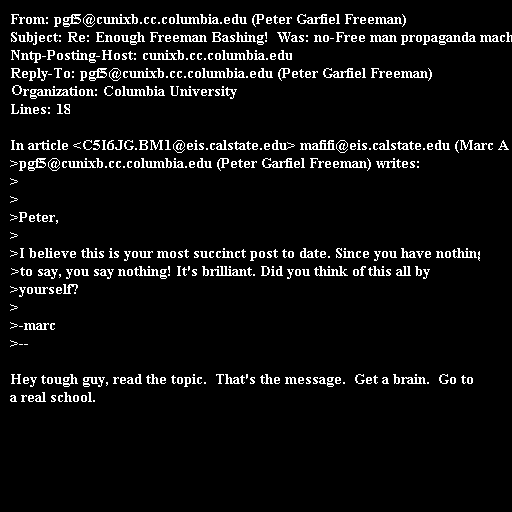 From: pgf5@cunixb.cc.columbia.edu (Peter Garfiel Freeman)
Subject: Re: Enough Freeman Bashing!  Was: no-Free man propaganda mach
Nntp-Posting-Host: cunixb.cc.columbia.edu
Reply-To: pgf5@cunixb.cc.columbia.edu (Peter Garfiel Freeman)
Organization: Columbia University
Lines: 18

In article <C5I6JG.BM1@eis.calstate.edu> mafifi@eis.calstate.edu (Marc A
>pgf5@cunixb.cc.columbia.edu (Peter Garfiel Freeman) writes:
>
>
>Peter,
>
>I believe this is your most succinct post to date. Since you have nothing
>to say, you say nothing! It's brilliant. Did you think of this all by
>yourself?
>
>-marc
>--

Hey tough guy, read the topic.  That's the message.  Get a brain.  Go to
a real school.